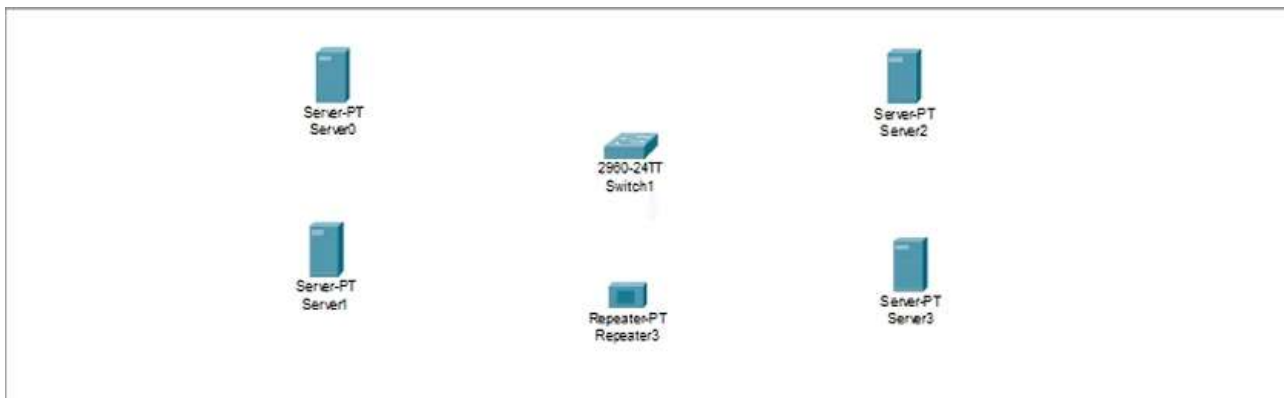 Server-PT
Server0
Server-PT
Server2
2960-24TT
Switch1
Server-PT
Server1
Server-PT
Server3
Repeater-PT
Repeater3